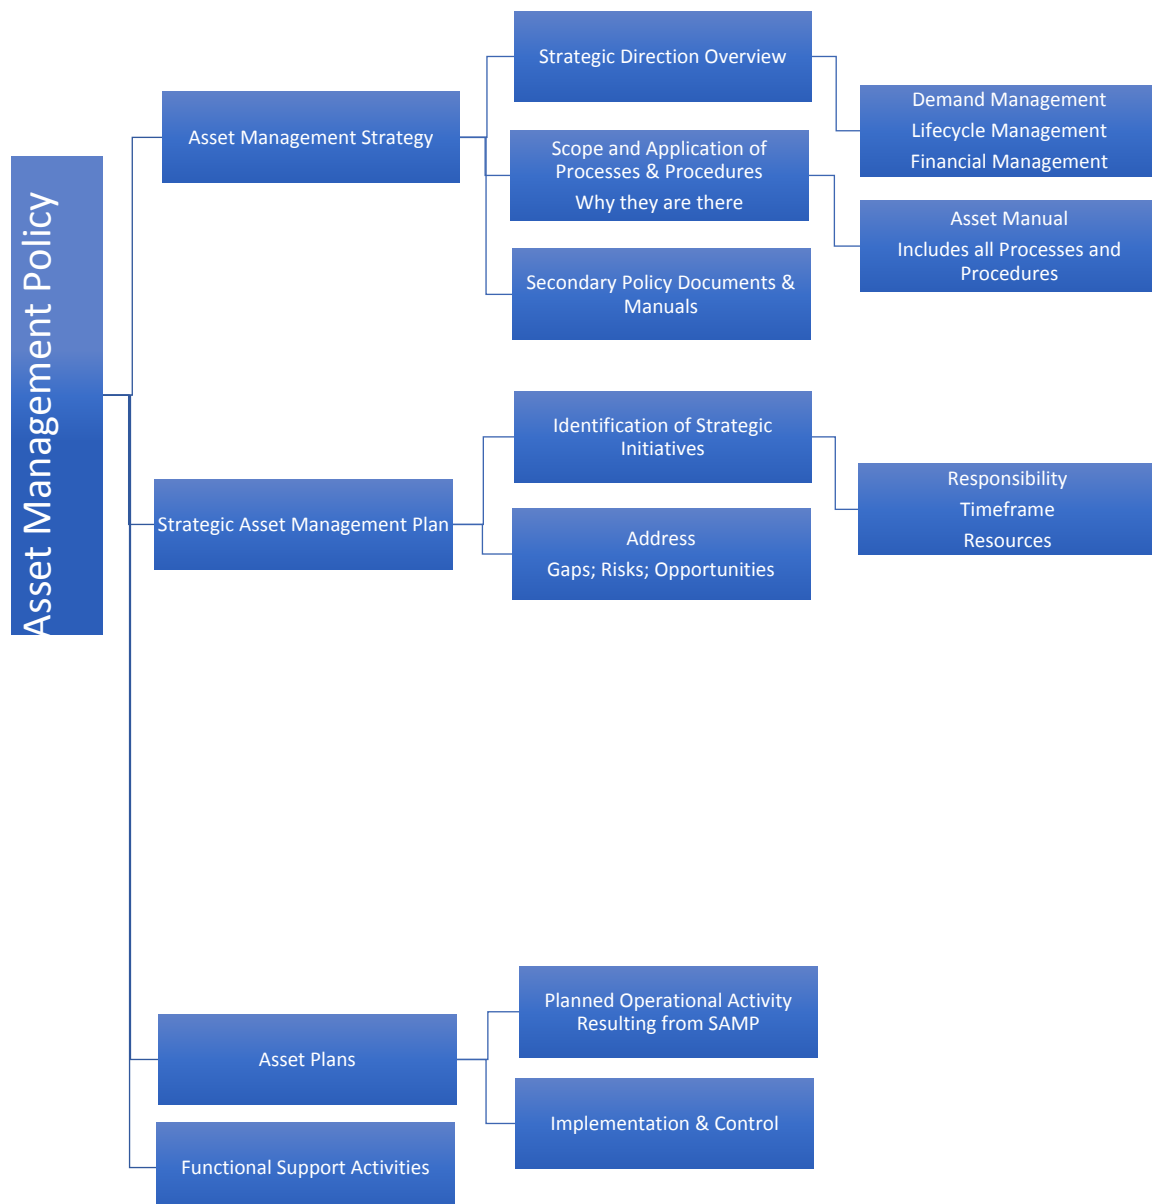 Asset Management Policy
Asset Management Strategy
Strategic Direction Overview
Demand Management
Lifecycle Management
Financial Management
Scope and Application of
Processes & Procedures
Why they are there
Asset Manual
Includes all Processes and
Procedures
Secondary Policy Documents &
Manuals
Strategic Asset Management Plan
Identification of Strategic
Initiatives
Responsibility
Timeframe
Resources
Address
Gaps; Risks; Opportunities
Asset Plans
Planned Operational Activity
Resulting from SAMP
Implementation & Control
Functional Support Activities